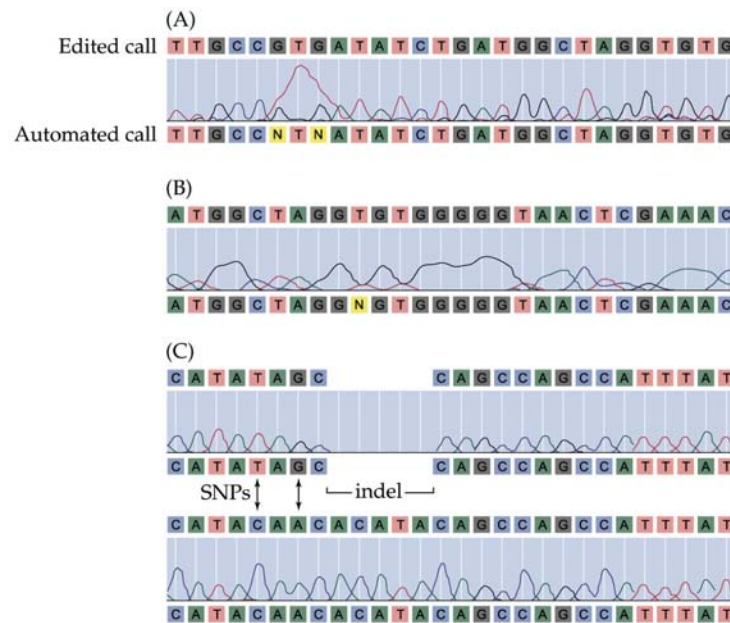 (A)
Edited call T T G C C G T G A T A T C T G A T G G C T A G G T G T G
Automated call T T G C C N T N A T A T C T G A T G G C T A G G T G T G
(B)
A T G G C T A G G T G T G G G G G T A A C T C G A A A C
A T G G C T A G G N G T G G G G G T A A C T C G A A A C
(C)
C A T A T A G C C A G C C A G C C A T T T A T
C A T A T A G C C A G C C A G C C A T T T A T
SNPs indel
C A T A C A A C A C A T A C A G C C A G C C A T T T A T
C A T A C A A C A C A T A C A G C C A G C C A T T T A T